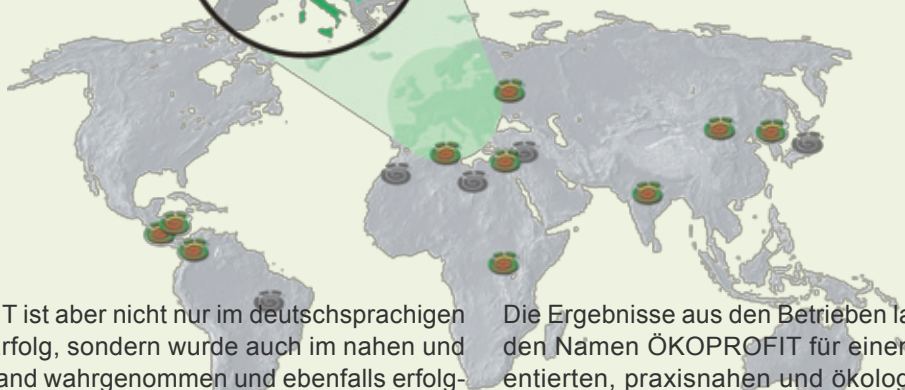 T ist aber nicht nur im deutschsprachigen
rfolg, sondern wurde auch im nahen und
and wahrgenommen und ebenfalls erfolg-
Die Ergebnisse aus den Betrieben la
den Namen ÖKOPROFIT für einen
entierten, praxisnahen und ökolog